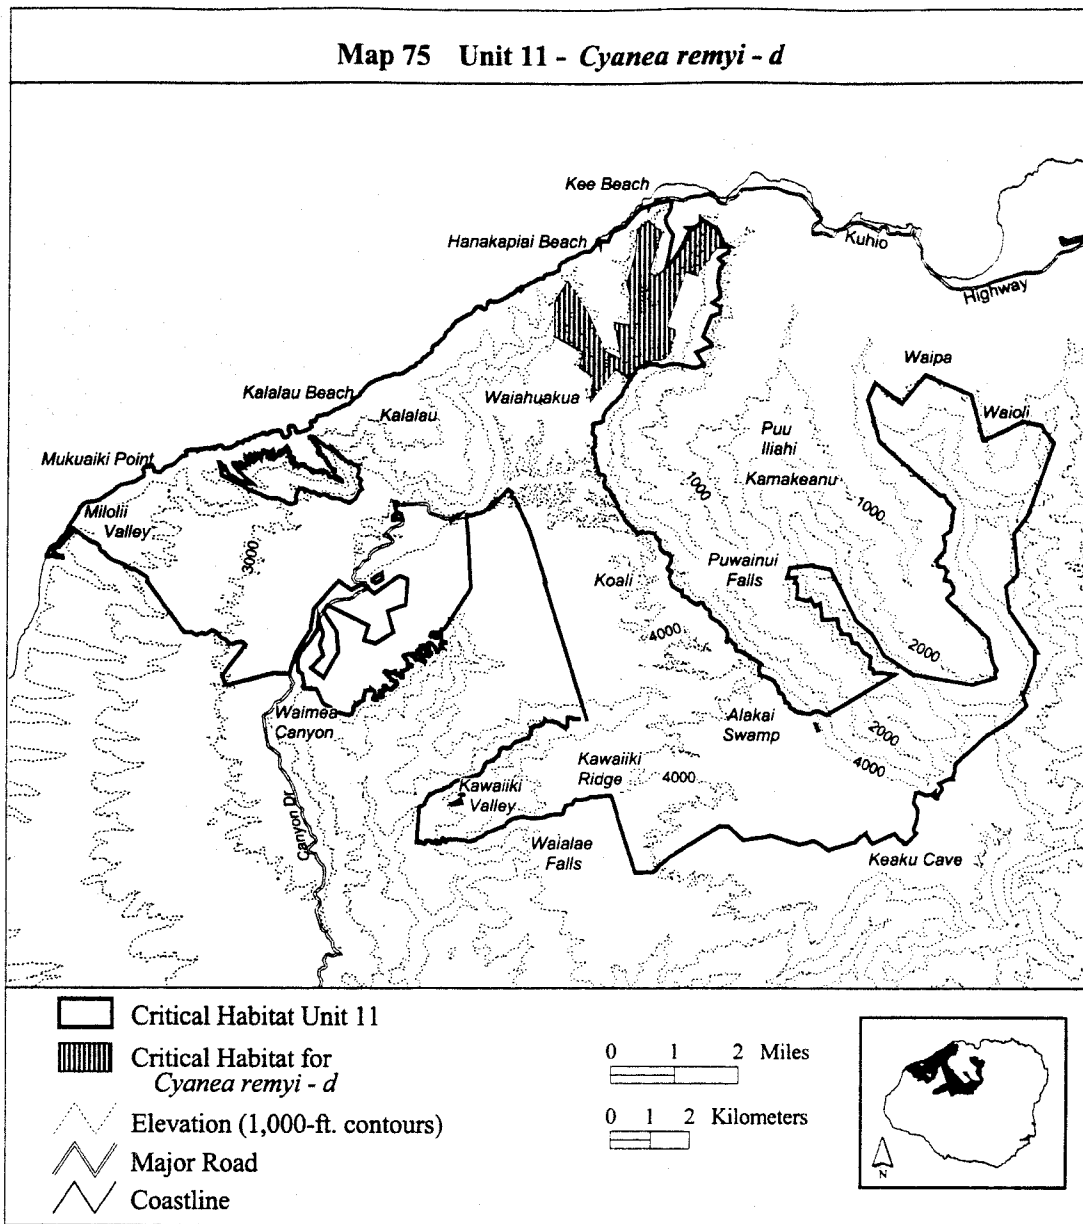 Map 75 Unit 11 - Cyanea remyi - d
Kee Beach
Hanakapiai Beach
Kuhio
Highway
Waipa
Kalalau Beach
Kalalau
Waiahuakua
Waioli
Puu
Iliahi
Mukuaiki Point
Kamakeanu
1000
1000
Milolii
Valley
3000
Puwainui
Falls
Koali
4000
2000
Waimea
Canyon
Alakai
Swamp
2000
4000
Kawaiiki
Ridge
4000
Kawaiiki
Valley
Canyon Dr
Waialae
Falls
Keaku Cave
Critical Habitat Unit 11
Critical Habitat for
Cyanea remyi - d
Elevation (1,000-ft. contours)
Major Road
Coastline
0 1 2 Miles
0 1 2 Kilometers
N